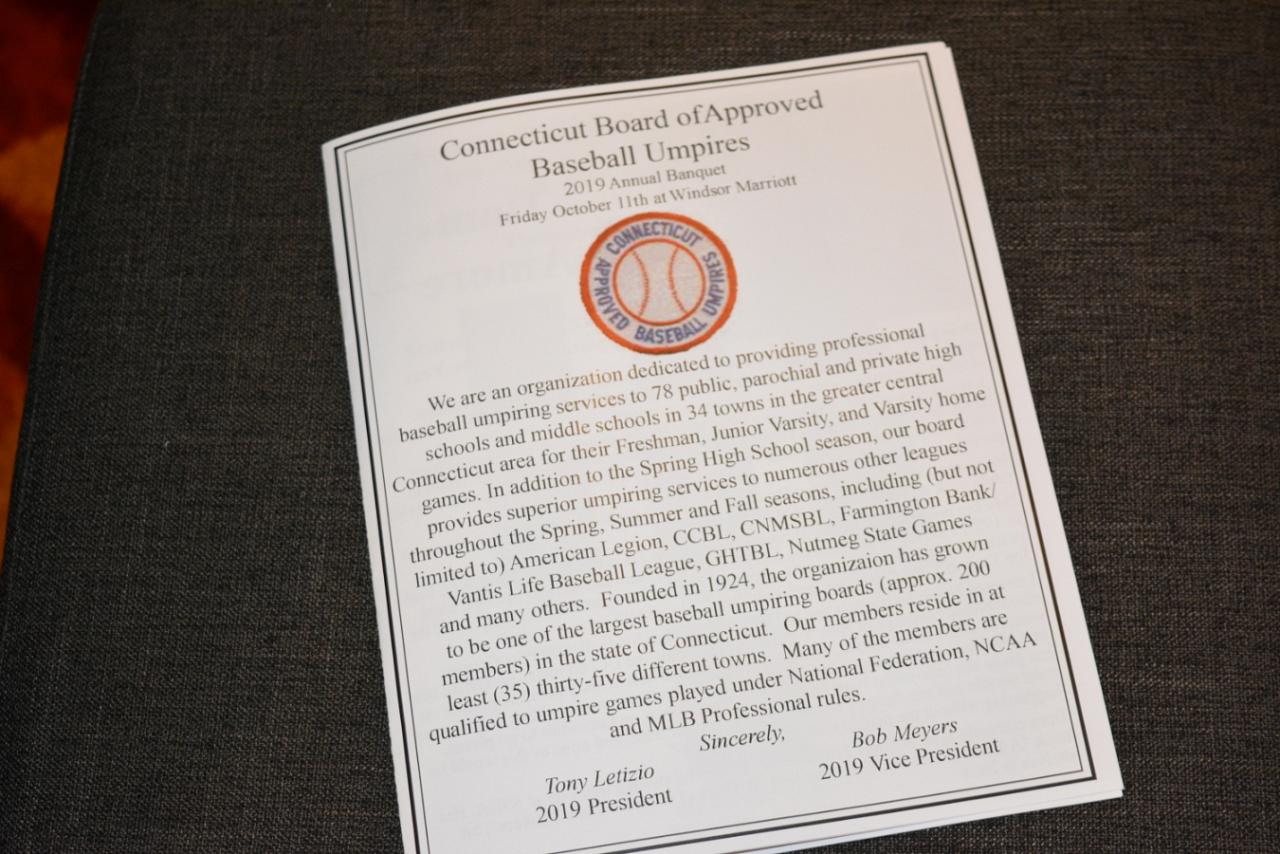 Connecticut Board of Approved
Baseball Umpires
2019 Annual Banquet
Friday October 11th at Windsor Marriott
CONNECTICUT
APPROVED BASEBALL UMPIRES
We are an organization dedicated to providing professional
baseball umpiring services to 78 public, parochial and private high
schools and middle schools in 34 towns in the greater central
Connecticut area for their Freshman, Junior Varsity, and Varsity home
games. In addition to the Spring High School season, our board
provides superior umpiring services to numerous other leagues
throughout the Spring, Summer and Fall seasons, including (but not
limited to) American Legion, CCBL, CNMSBL, Farmington Bank/
Vantis Life Baseball League, GHTBL, Nutmeg State Games
and many others. Founded in 1924, the organizaion has grown
to be one of the largest baseball umpiring boards (approx. 200
members) in the state of Connecticut. Our members reside in at
least (35) thirty-five different towns. Many of the members are
qualified to umpire games played under National Federation, NCAA
and MLB Professional rules.
Sincerely,
Tony Letizio
2019 President
Bob Meyers
2019 Vice President